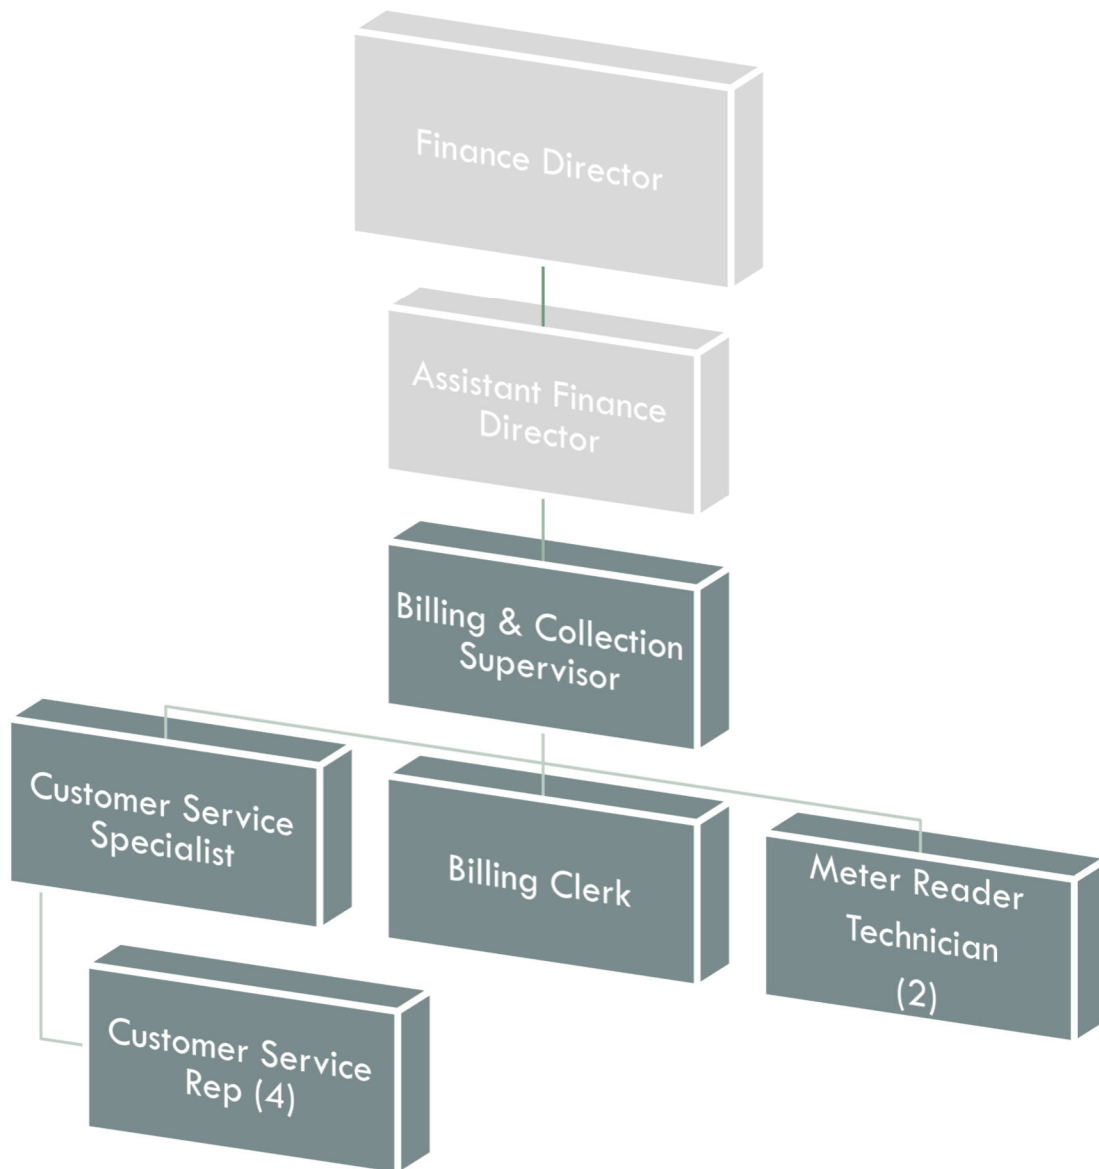 Finance Director
Assistant Finance
Director
Billing & Collection
Supervisor
Customer Service
Specialist
Billing Clerk
Meter Reader
Technician
(2)
Customer Service
Rep (4)